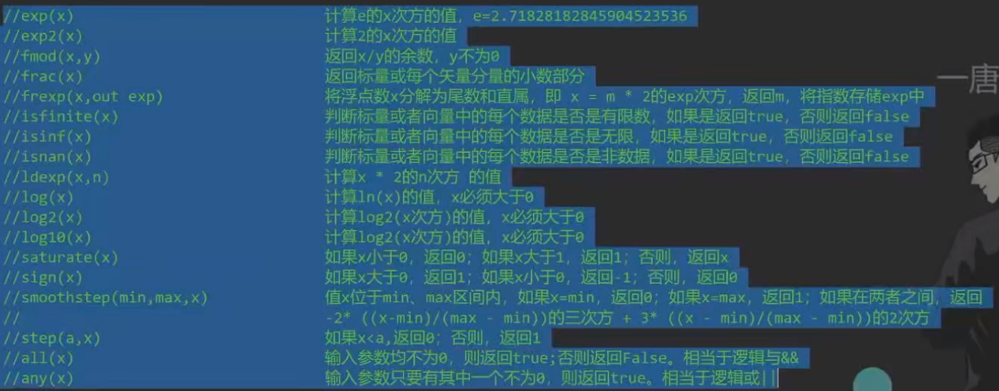 //exp(x) 计算e的x次方的值，e=2.71828182845904523536
//exp2(x) 计算2的x次方的值
//fmod(x,y) 返回x/y的余数，y不为0
//frac(x) 返回标量或每个矢量分量的小数部分
//frexp(x,out exp) 将浮点数x分解为尾数和直属，即 x = m * 2的exp次方，返回m，将指数存储exp中
//isfinite(x) 判断标量或者向量中的每个数据是否是有限数，如果是返回true，否则返回false
//isinf(x) 判断标量或者向量中的每个数据是否是无限，如果是返回true，否则返回false
//isnan(x) 判断标量或者向量中的每个数据是否是非数据，如果是返回true，否则返回false
//ldexp(x,n) 计算x * 2的n次方 的值
//log(x) 计算ln(x)的值，x必须大于0
//log2(x) 计算log2(x次方)的值，x必须大于0
//log10(x) 计算log2(x次方)的值，x必须大于0
//saturate(x) 如果x小于0，返回0；如果x大于1，返回1；否则，返回x
//sign(x) 如果x大于0，返回1；如果x小于0，返回-1；否则，返回0
//smoothstep(min,max,x) 值x位于min、max区间内，如果x=min，返回0；如果x=max，返回1；如果在两者之间，返回
// -2* ((x-min)/(max - min))的三次方 + 3* ((x - min)/(max - min))的2次方
//step(a,x) 如果x<a,返回0；否则，返回1
//all(x) 输入参数均不为0，则返回true;否则返回False。相当于逻辑与&&
//any(x) 输入参数只要有其中一个不为0，则返回true。相当于逻辑或||
一唐